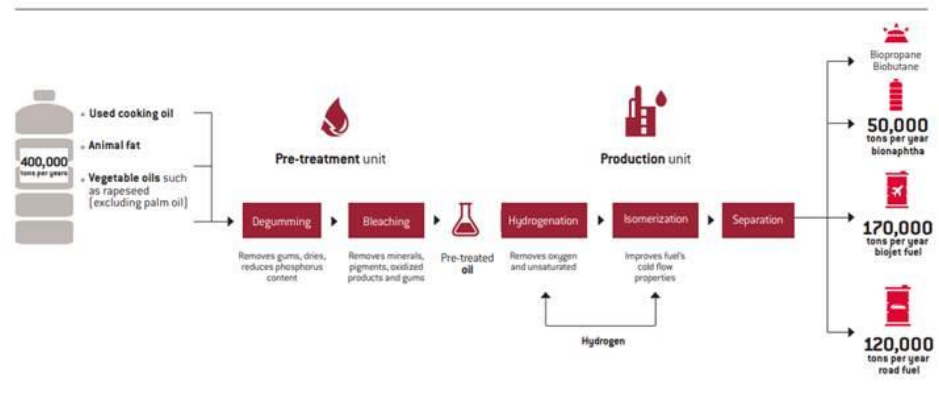 400,000
tons per years
• Used cooking oil
• Animal fat
• Vegetable oils such
as rapeseed
(excluding palm oil)
Pre-treatment unit
Degumming
Removes gums, dries,
reduces phosphorus
content
Bleaching
Removes minerals,
pigments, oxidized
products and gums
Pre-treated
oil
Production unit
Hydrogenation
Removes oxygen
and unsaturated
Isomerization
Improves fuel's
cold flow
properties
Hydrogen
Separation
Biopropane
Biobutane
50,000
tons per year
bionaphtha
170,000
tons per year
biojet fuel
120,000
tons per year
road fuel